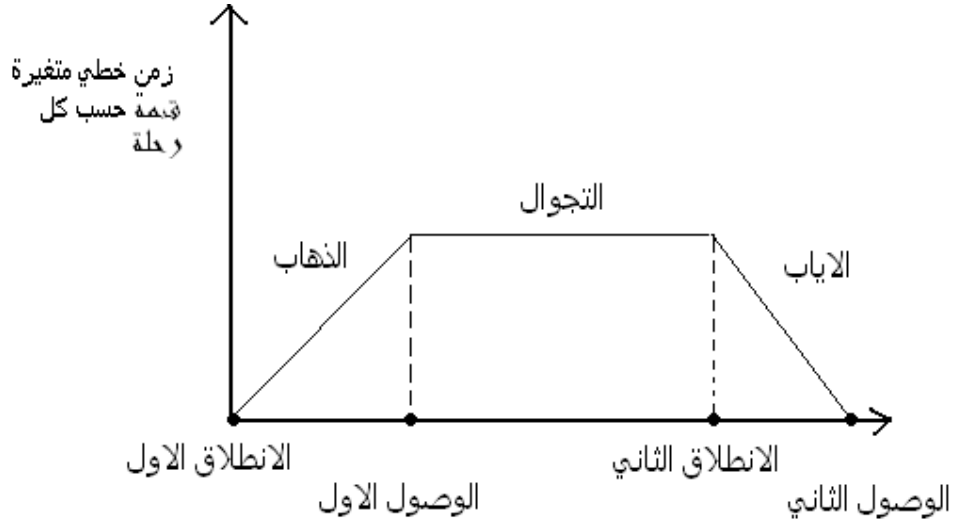 زمن خطي متغيرة
قيمة حسب كل
رحلة
التجوال
الذهاب
الاياب
الانطلاق الاول
الانطلاق الثاني
الوصول الاول
الوصول الثاني